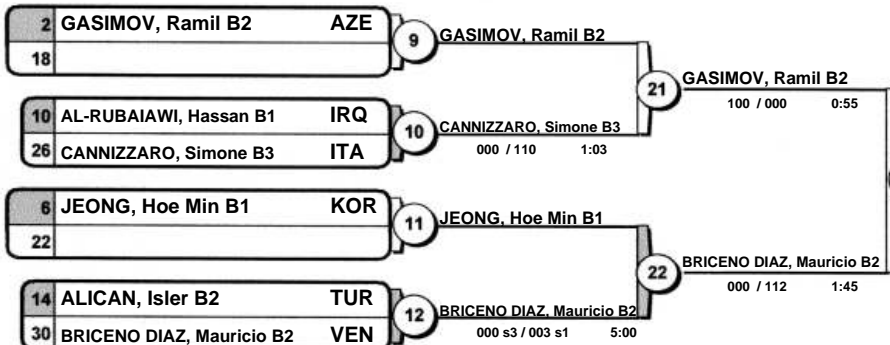 2 GASIMOV, Ramil B2 AZE
18
9
GASIMOV, Ramil B2
10 AL-RUBAIAWI, Hassan B1 IRQ
26 CANNIZZARO, Simone B3 ITA
10
CANNIZZARO, Simone B3
000 / 110 1:03
21
GASIMOV, Ramil B2
100 / 000 0:55
6 JEONG, Hoe Min B1 KOR
22
11
JEONG, Hoe Min B1
14 ALICAN, Isler B2 TUR
30 BRICENO DIAZ, Mauricio B2 VEN
12
BRICENO DIAZ, Mauricio B2
000 s3 / 003 s1 5:00
22
BRICENO DIAZ, Mauricio B2
000 / 112 1:45